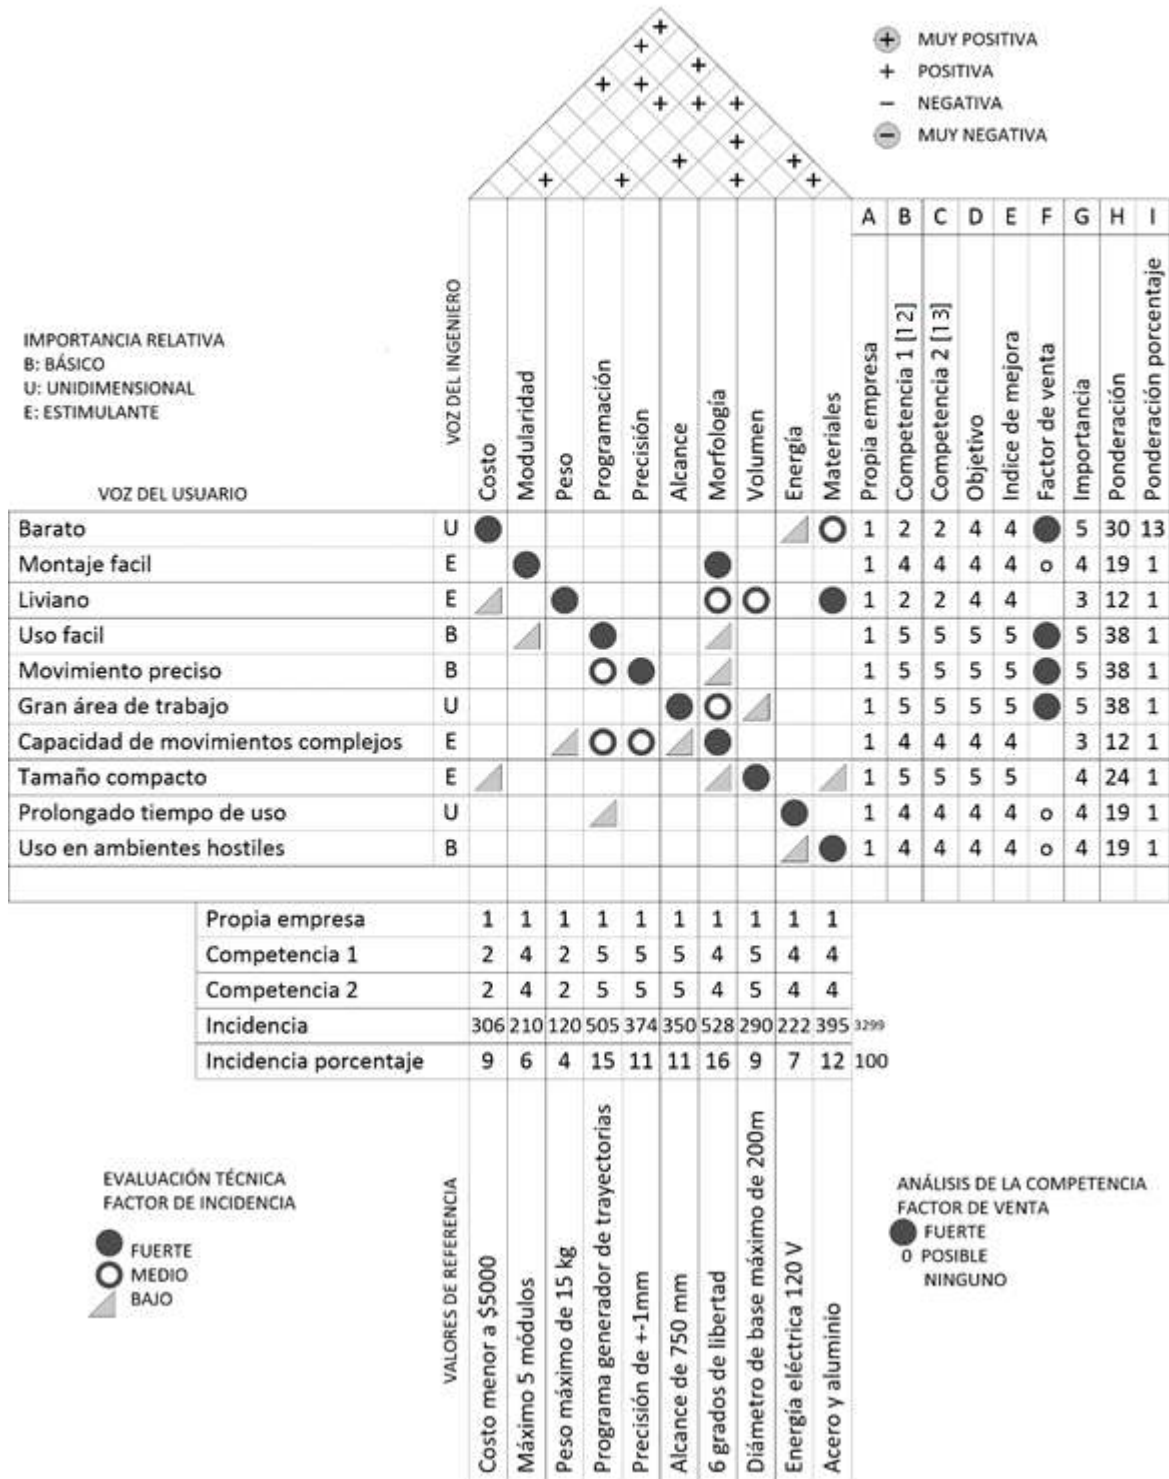 + MUY POSITIVA
+ POSITIVA
− NEGATIVA
− MUY NEGATIVA
A B C D E F G H I
IMPORTANCIA RELATIVA
B: BÁSICO
U: UNIDIMENSIONAL
E: ESTIMULANTE
VOZ DEL USUARIO
VOZ DEL INGENIERO
Costo
Modularidad
Peso
Programación
Precisión
Alcance
Morfología
Volumen
Energía
Materiales
Propia empresa
Competencia 1 [12]
Competencia 2 [13]
Objetivo
Indice de mejora
Factor de venta
Importancia
Ponderación
Ponderación porcentaje
Barato U 1 2 2 4 4 5 30 13
Montaje facil E 1 4 4 4 4 o 4 19 1
Liviano E 1 2 2 4 4 3 12 1
Uso facil B 1 5 5 5 5 5 38 1
Movimiento preciso B 1 5 5 5 5 5 38 1
Gran área de trabajo U 1 5 5 5 5 5 38 1
Capacidad de movimientos complejos E 1 4 4 4 4 3 12 1
Tamaño compacto E 1 5 5 5 5 4 24 1
Prolongado tiempo de uso U 1 4 4 4 4 o 4 19 1
Uso en ambientes hostiles B 1 4 4 4 4 o 4 19 1
Propia empresa 1 1 1 1 1 1 1 1 1 1
Competencia 1 2 4 2 5 5 5 4 5 4 4
Competencia 2 2 4 2 5 5 5 4 5 4 4
Incidencia 306 210 120 505 374 350 528 290 222 395 3299
Incidencia porcentaje 9 6 4 15 11 11 16 9 7 12 100
EVALUACIÓN TÉCNICA
FACTOR DE INCIDENCIA
FUERTE
MEDIO
BAJO
VALORES DE REFERENCIA
Costo menor a $5000
Máximo 5 módulos
Peso máximo de 15 kg
Programa generador de trayectorias
Precisión de +-1mm
Alcance de 750 mm
6 grados de libertad
Diámetro de base máximo de 200m
Energía eléctrica 120 V
Acero y aluminio
ANÁLISIS DE LA COMPETENCIA
FACTOR DE VENTA
FUERTE
0 POSIBLE
NINGUNO